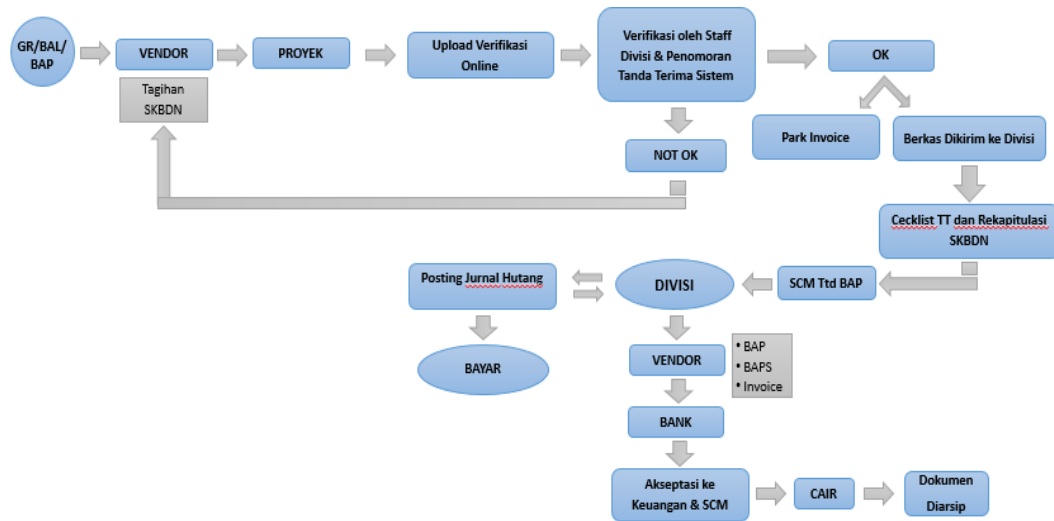 GR/BAL/
BAP
VENDOR
PROYEK
Upload Verifikasi
Online
Verifikasi oleh Staff
Divisi & Penomoran
Tanda Terima Sistem
OK
Tagihan
SKBDN
NOT OK
Park Invoice
Berkas Dikirim ke Divisi
Cecklist TT dan Rekapitulasi
SKBDN
SCM Ttd BAP
DIVISI
Posting Jurnal Hutang
BAYAR
VENDOR
• BAP
• BAPS
• Invoice
BANK
Akseptasi ke
Keuangan & SCM
CAIR
Dokumen
Diarsip